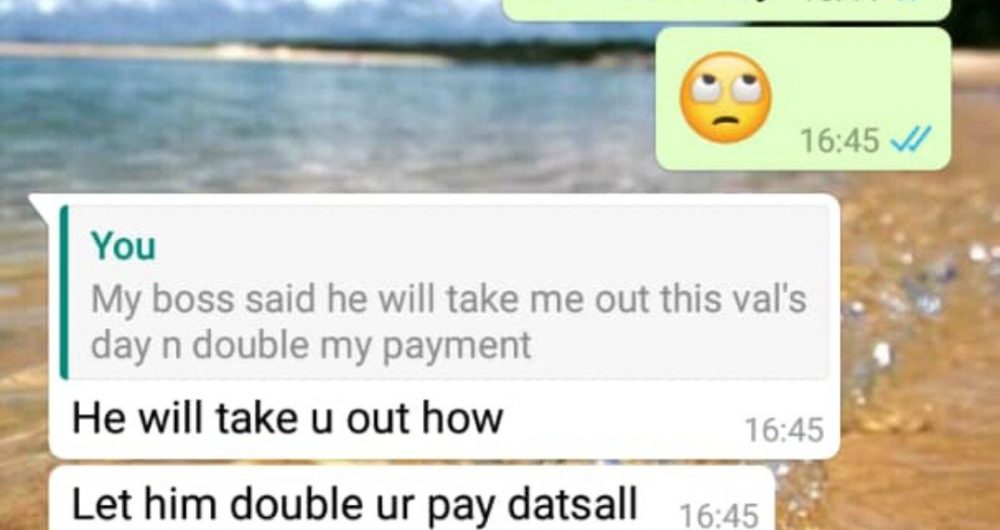 16:45
You
My boss said he will take me out this val's
day n double my payment
He will take u out how
16:45
Let him double ur pay datsall
16:45